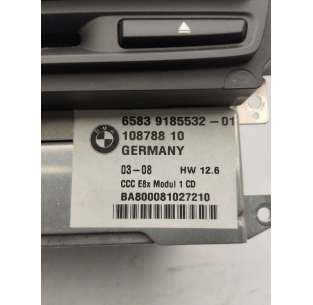 6583 9185532-01
108788 10
GERMANY
03-08 HW 12.6
CCC E8x Modul 1 CD
BA800081027210